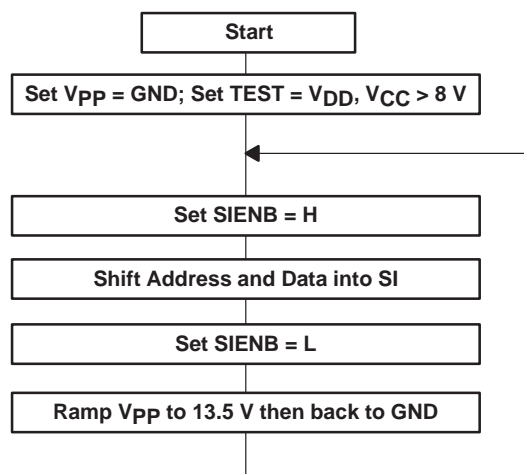 Start
Set VPP = GND; Set TEST = VDD, VCC > 8 V
Set SIENB = H
Shift Address and Data into SI
Set SIENB = L
Ramp VPP to 13.5 V then back to GND